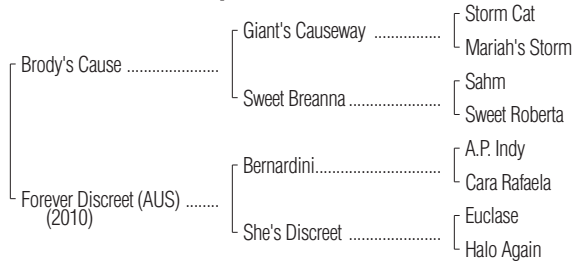 Storm Cat
Giant's Causeway ................
Mariah's Storm
Brody's Cause .......................
Sahm
Sweet Breanna .......................
Sweet Roberta
A.P. Indy
Bernardini...............................
Cara Rafaela
Forever Discreet (AUS) ........
(2010)
Euclase
She's Discreet .......................
Halo Again